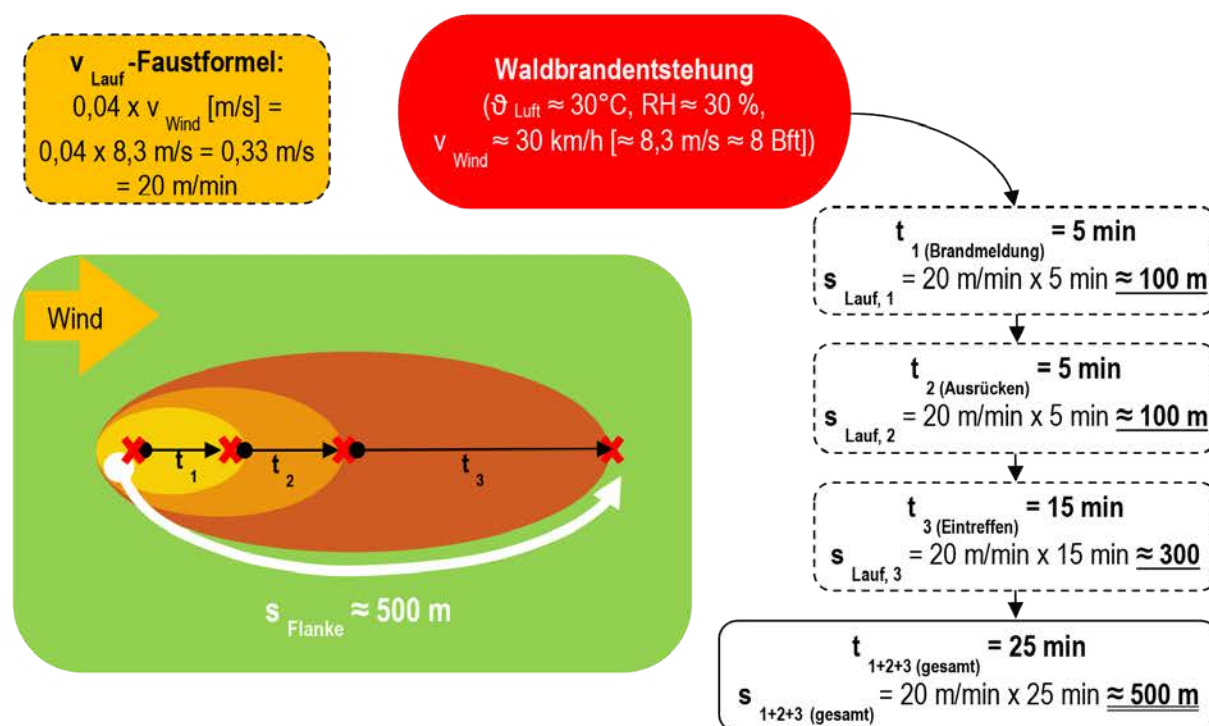 v Lauf -Faustformel:
0,04 x v Wind [m/s] =
0,04 x 8,3 m/s = 0,33 m/s
= 20 m/min
Waldbrandentstehung
(ϑ Luft ≈ 30°C, RH ≈ 30 %,
v Wind ≈ 30 km/h [≈ 8,3 m/s ≈ 8 Bft])
t 1 (Brandmeldung) = 5 min
s Lauf, 1 = 20 m/min x 5 min ≈ 100 m
t 2 (Ausrücken) = 5 min
s Lauf, 2 = 20 m/min x 5 min ≈ 100 m
t 3 (Eintreffen) = 15 min
s Lauf, 3 = 20 m/min x 15 min ≈ 300
t 1+2+3 (gesamt) = 25 min
s 1+2+3 (gesamt) = 20 m/min x 25 min ≈ 500 m
Wind
t 1
t 2
t 3
s Flanke ≈ 500 m